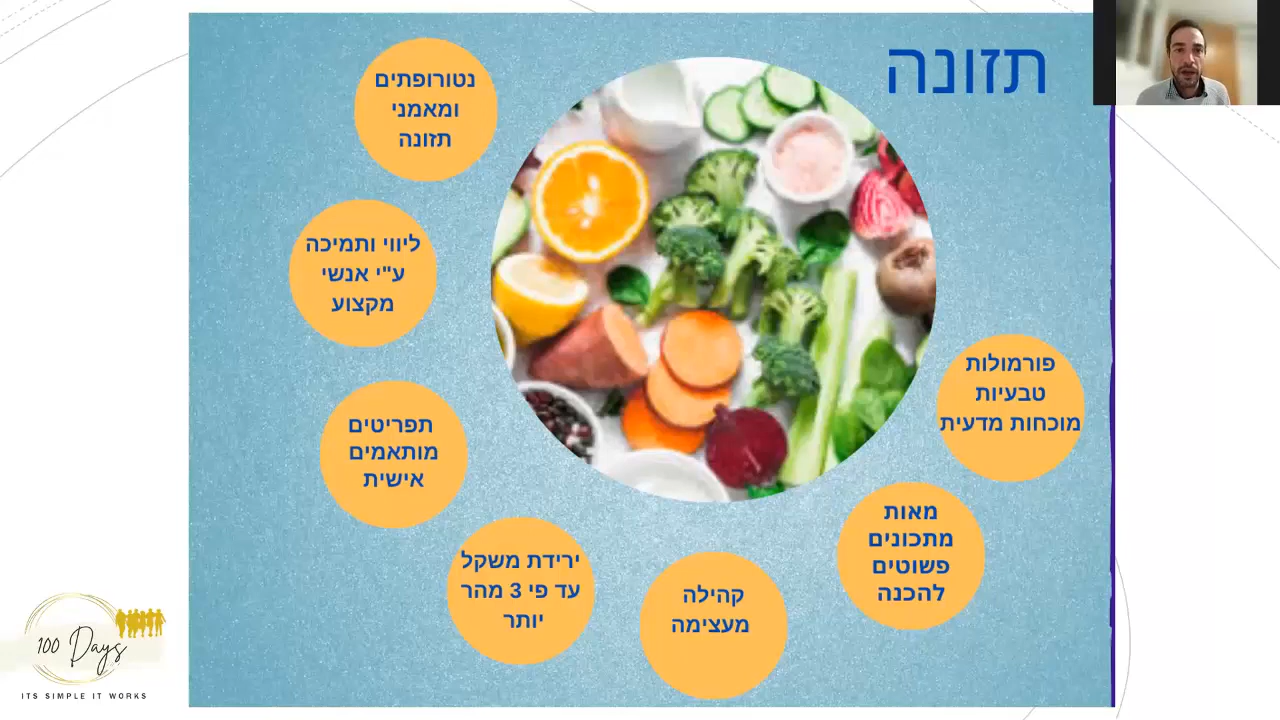 תזונה
נטורופתים
ומאמני
תזונה
ליווי ותמיכה
ע"י אנשי
מקצוע
תפריטים
מותאמים
אישית
ירידת משקל
עד פי 3 מהר
יותר
קהילה
מעצימה
מאות
מתכונים
פשוטים
להכנה
פורמולות
טבעיות
מוכחות מדעית
100 Days
ITS SIMPLE IT WORKS